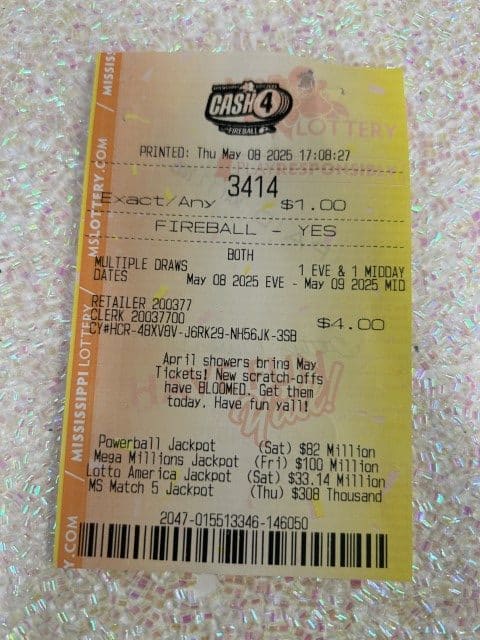 CASH 4
FIREBALL
LOTTERY
PRINTED: Thu May 08 2025 17:08:27
3414
Exact/Any $1.00
FIREBALL - YES
BOTH
MULTIPLE DRAWS 1 EVE & 1 MIDDAY
DATES May 08 2025 EVE - May 09 2025 MID
RETAILER 200377
CLERK 20037700 $4.00
CY#HCR-48XV8V-J6RK29-NH56JK-3SB
April showers bring May
Tickets! New scratch-offs
have BLOOMED. Get them
today. Have fun yall!
Powerball Jackpot (Sat) $82 Million
Mega Millions Jackpot (Fri) $100 Million
Lotto America Jackpot (Sat) $33.14 Million
MS Match 5 Jackpot (Thu) $308 Thousand
2047-015513346-146050
MISSISSIPPI LOTTERY / MSLOTTERY.COM / MISSISS
.COM /